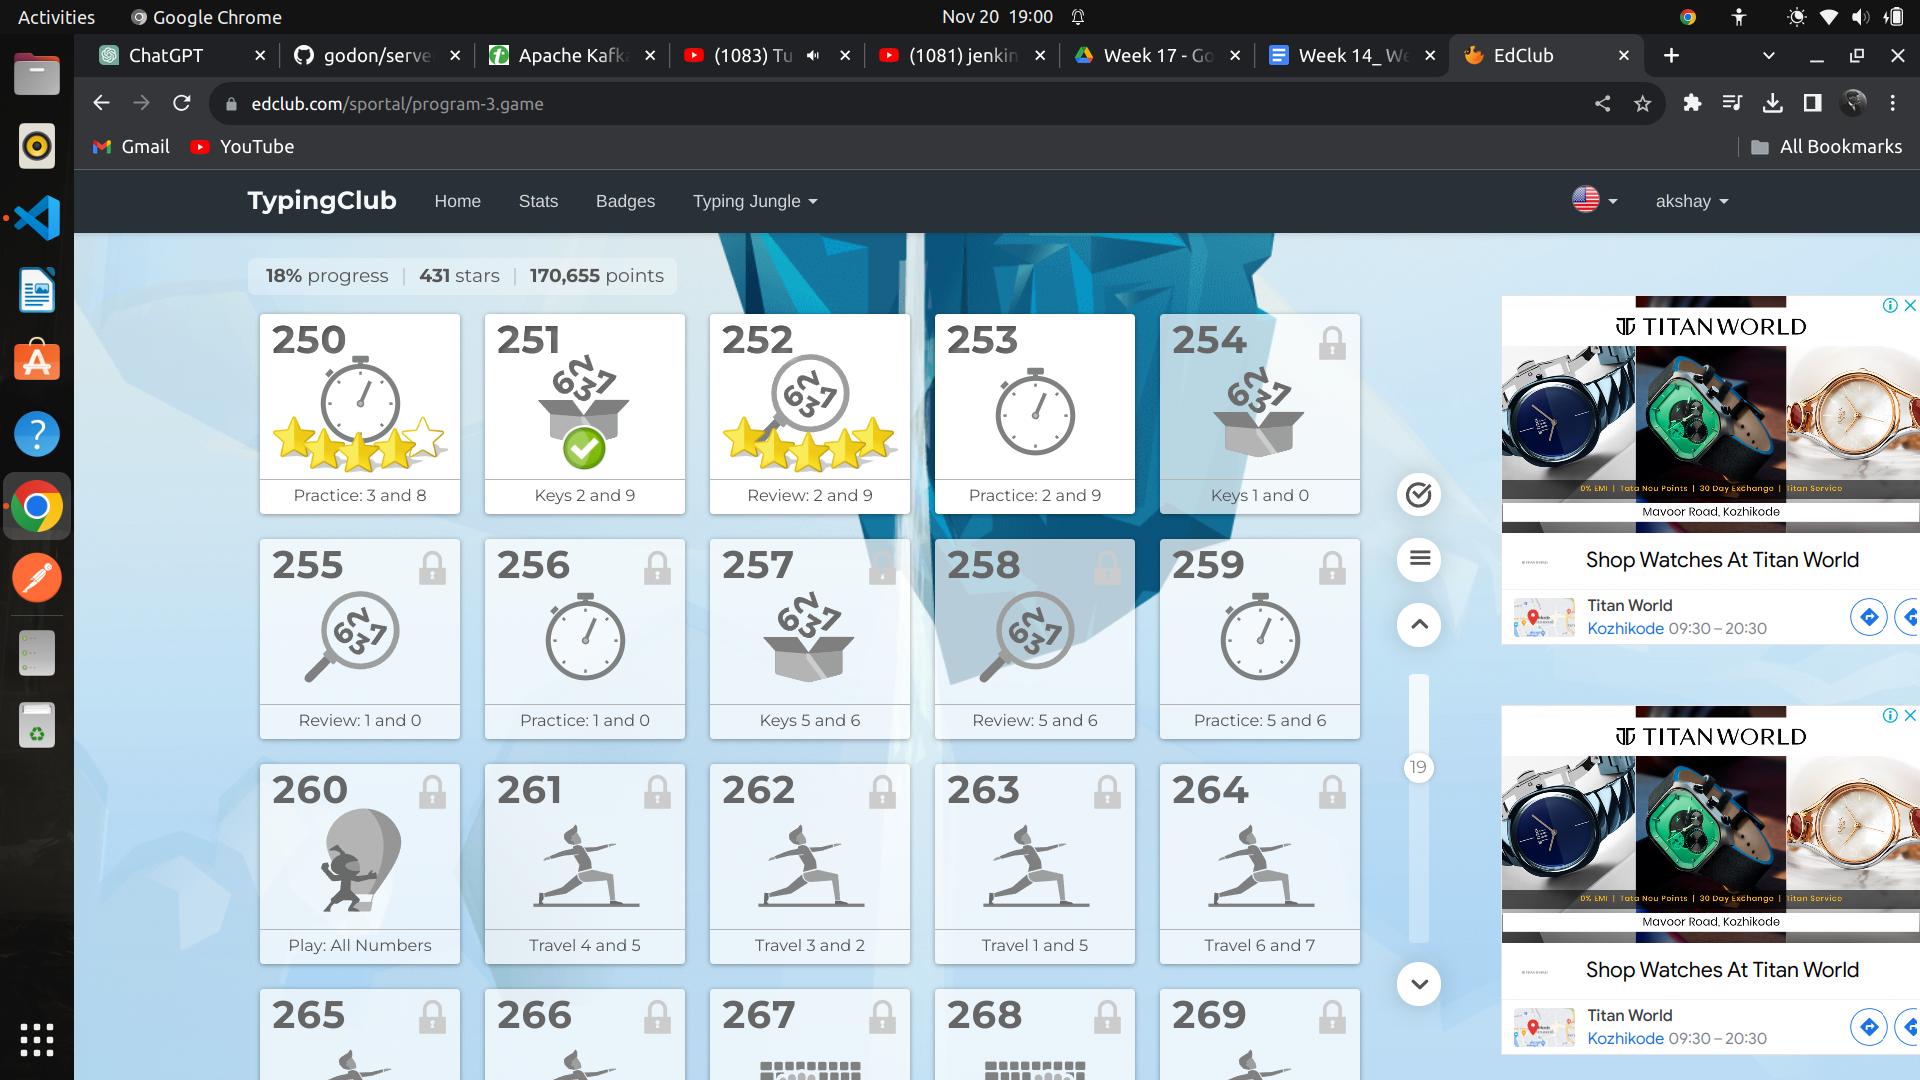 Activities
Google Chrome
Nov 20 19:00
ChatGPT
godon/serve
Apache Kafka
(1083) Tu
(1081) jenkin
Week 17 - Go
Week 14_ We
EdClub
edclub.com/sportal/program-3.game
Gmail
YouTube
All Bookmarks
TypingClub
Home
Stats
Badges
Typing Jungle
akshay
18% progress | 431 stars | 170,655 points
250
Practice: 3 and 8
251
Keys 2 and 9
252
Review: 2 and 9
253
Practice: 2 and 9
254
Keys 1 and 0
255
Review: 1 and 0
256
Practice: 1 and 0
257
Keys 5 and 6
258
Review: 5 and 6
259
Practice: 5 and 6
260
Play: All Numbers
261
Travel 4 and 5
262
Travel 3 and 2
263
Travel 1 and 5
264
Travel 6 and 7
265
266
267
268
269
19
TITAN WORLD
0% EMI | Tata Neu Points | 30 Day Exchange | Titan Service
Mavoor Road, Kozhikode
Shop Watches At Titan World
Titan World
Kozhikode 09:30 – 20:30
TITAN WORLD
0% EMI | Tata Neu Points | 30 Day Exchange | Titan Service
Mavoor Road, Kozhikode
Shop Watches At Titan World
Titan World
Kozhikode 09:30 – 20:30